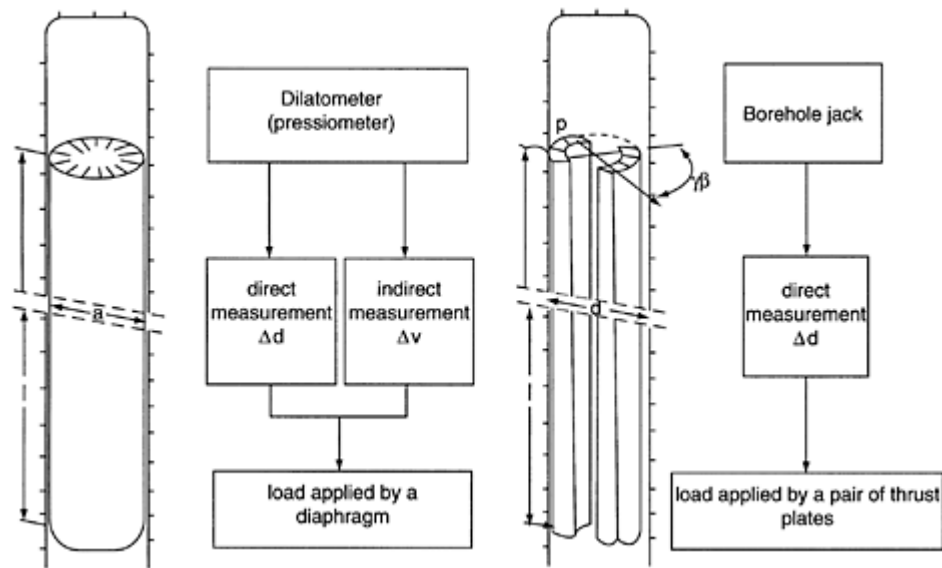 Dilatometer
(pressiometer)
direct
measurement
Δd
indirect
measurement
Δv
load applied by a
diaphragm
a
p
γβ
d
Borehole jack
direct
measurement
Δd
load applied by a pair of thrust
plates